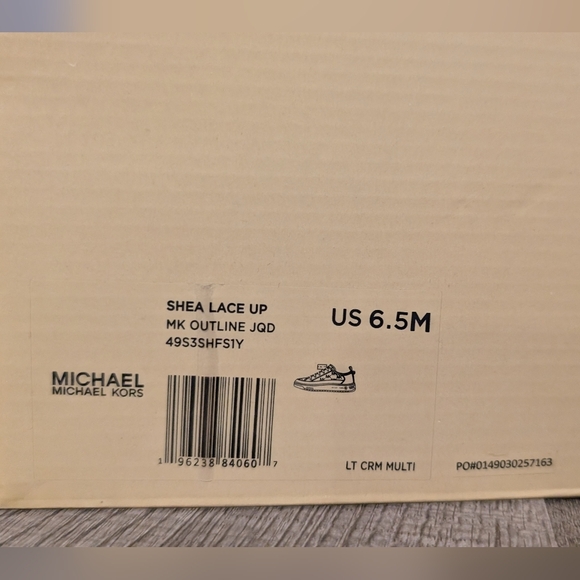 SHEA LACE UP
MK OUTLINE JQD
49S3SHFS1Y
US 6.5M
MICHAEL
MICHAEL KORS
1 96238 84060 7
LT CRM MULTI
PO#0149030257163